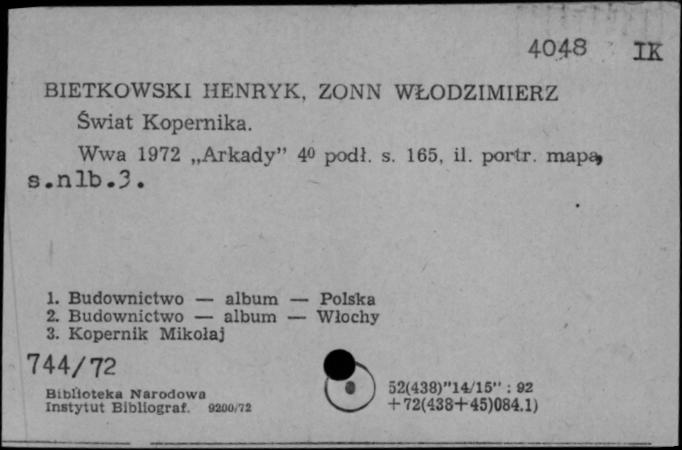 4048 IK
BIETKOWSKI HENRYK, ZONN WŁODZIMIERZ
Świat Kopernika.
Wwa 1972 „Arkady” 4⁰ podł. s. 165, il. portr. mapa,
s.nlb.3.
1. Budownictwo — album — Polska
2. Budownictwo — album — Włochy
3. Kopernik Mikołaj
744/72
Biblioteka Narodowa
Instytut Bibliograf. 9200/72
52(438)"14/15" : 92
+72(438+45)084.1)